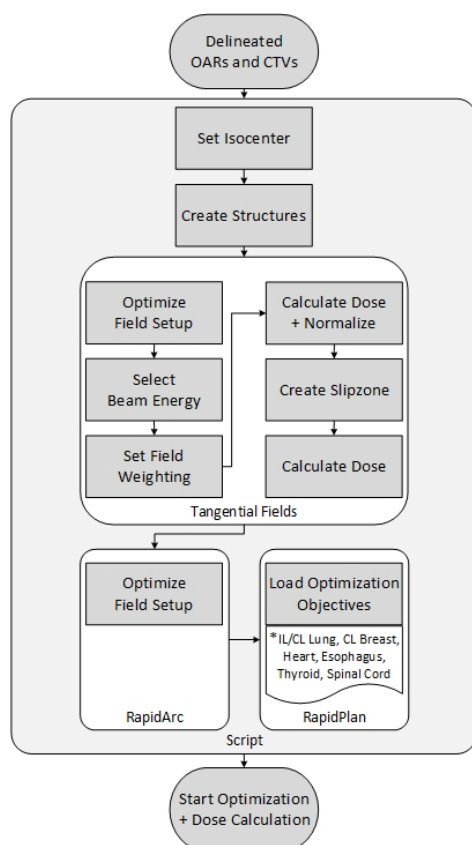 Delineated
OARs and CTVs
Set Isocenter
Create Structures
Optimize
Field Setup
Select
Beam Energy
Set Field
Weighting
Calculate Dose
+ Normalize
Create Slipzone
Calculate Dose
Tangential Fields
Optimize
Field Setup
RapidArc
Load Optimization
Objectives
*IL/CL Lung, CL Breast,
Heart, Esophagus,
Thyroid, Spinal Cord
RapidPlan
Script
Start Optimization
+ Dose Calculation